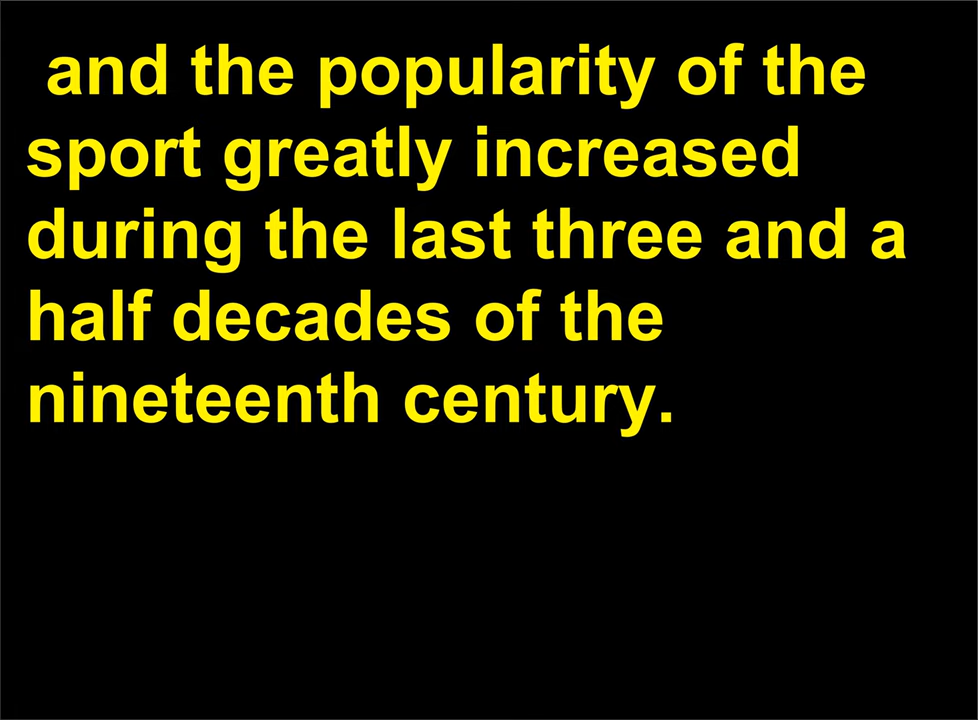 and the popularity of the
sport greatly increased
during the last three and a
half decades of the
nineteenth century.